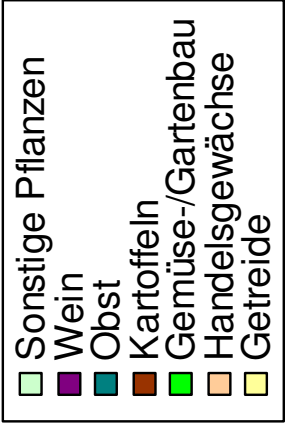 Sonstige Pflanzen
Wein
Obst
Kartoffeln
Gemüse-/Gartenbau
Handelsgewächse
Getreide